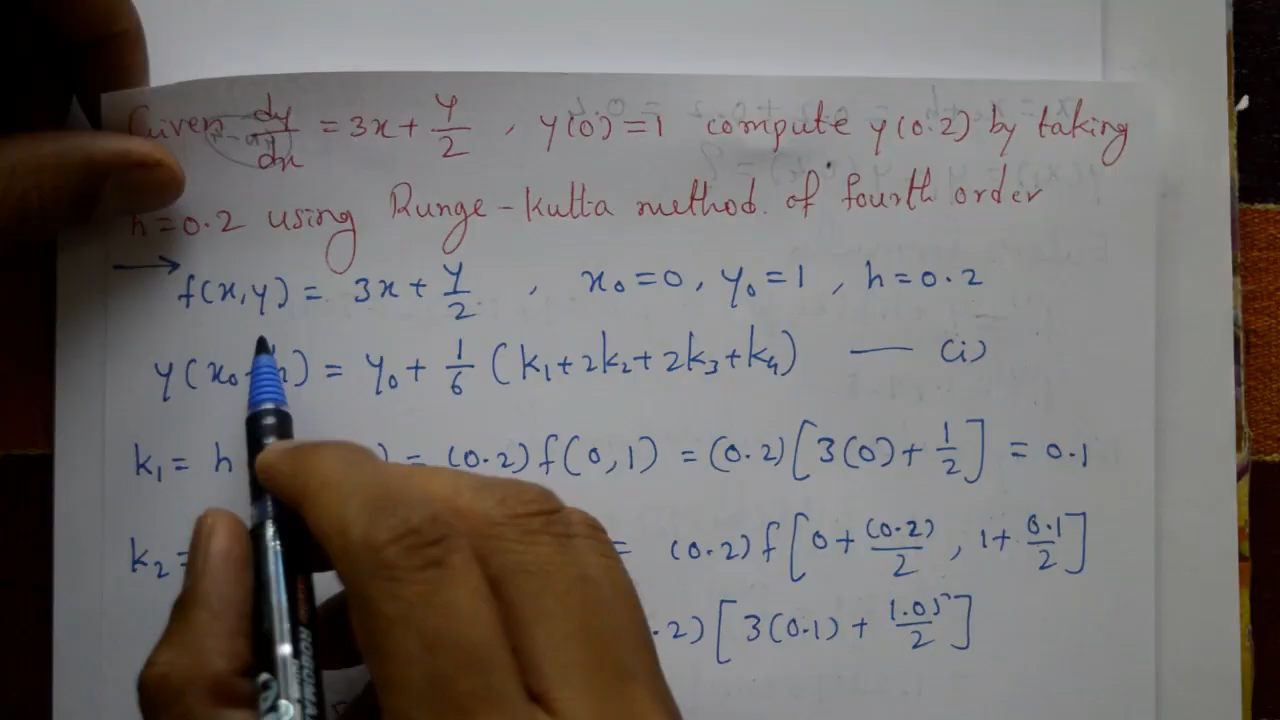 Given dy/dx = 3x + y/2 , y(0) = 1 compute y(0.2) by taking
h = 0.2 using Runge - Kutta method. of fourth order
→ f(x,y) = 3x + y/2 , x₀ = 0, y₀ = 1 , h = 0.2
y(x₀ + h) = y₀ + 1/6 (k₁ + 2k₂ + 2k₃ + k₄) — (i)
k₁ = h ) = (0.2) f(0,1) = (0.2) [3(0) + 1/2] = 0.1
k₂ = = (0.2) f[0 + (0.2)/2 , 1 + 0.1/2]
.2) [3(0.1) + 1.05/2]